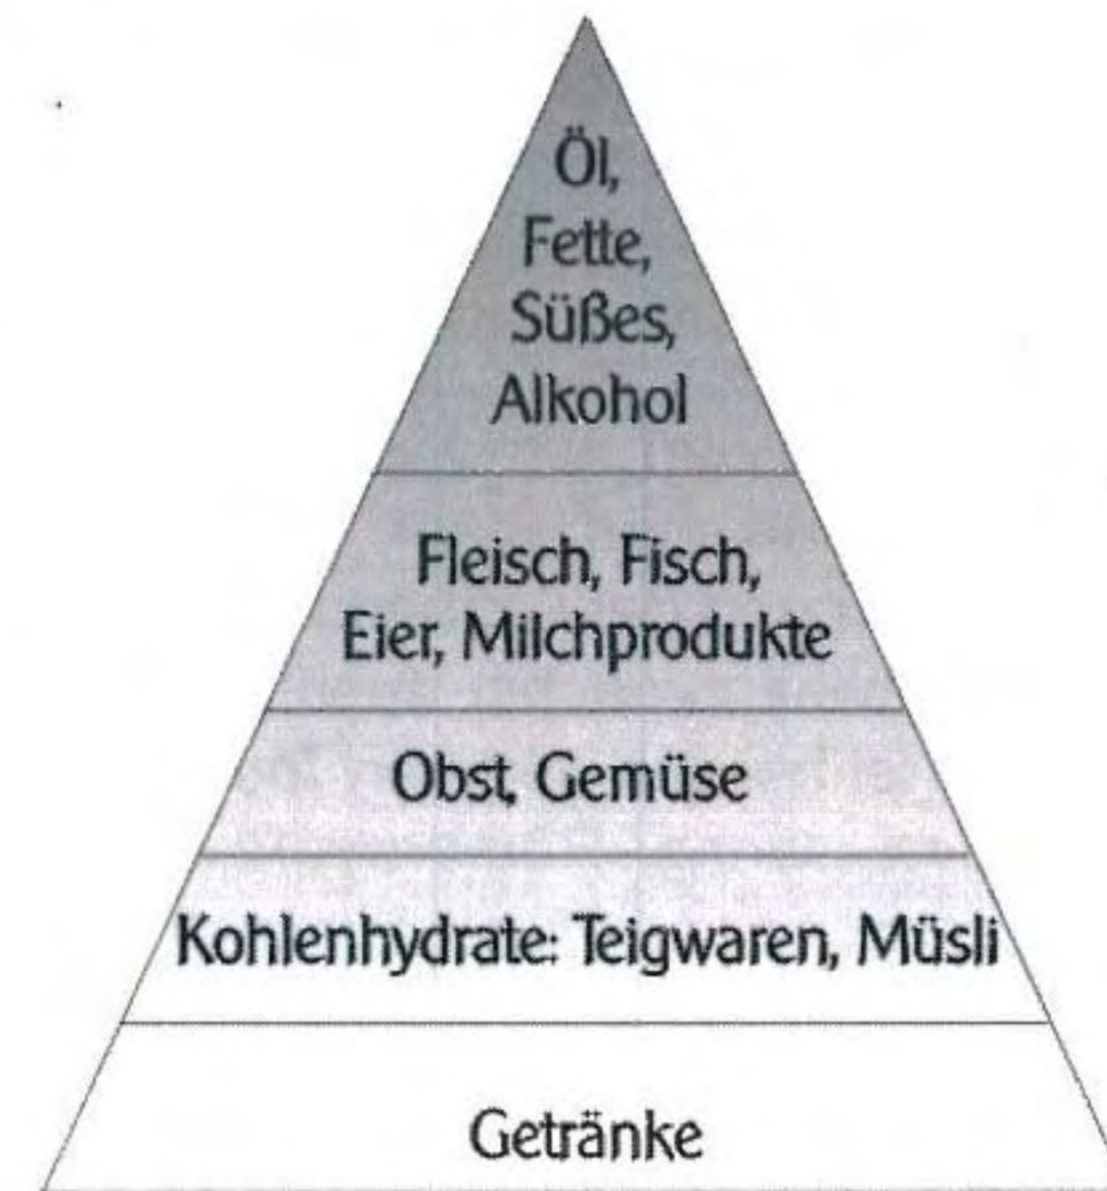 Öl,
Fette,
Süßes,
Alkohol
Fleisch, Fisch,
Eier, Milchprodukte
Obst, Gemüse
Kohlenhydrate: Teigwaren, Müsli
Getränke